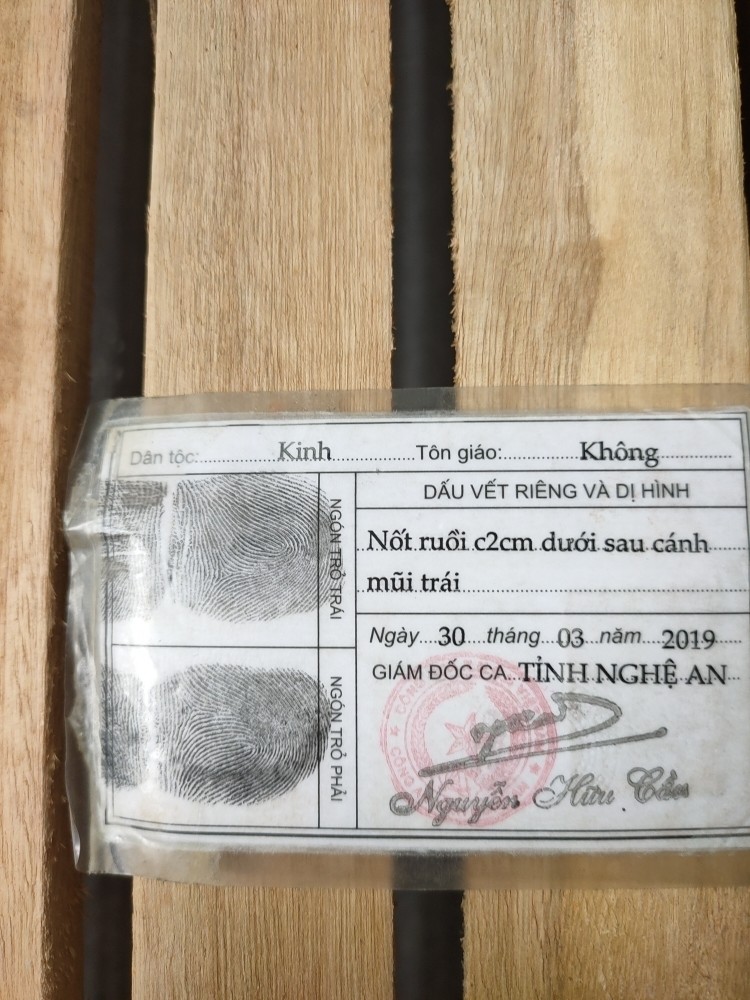 Dân tộc: Kinh Tôn giáo: Không
NGÓN TRỎ TRÁI
NGÓN TRỎ PHẢI
DẤU VẾT RIÊNG VÀ DỊ HÌNH
Nốt ruồi c2cm dưới sau cánh
mũi trái
Ngày 30 tháng 03 năm 2019
GIÁM ĐỐC CA TỈNH NGHỆ AN
Nguyễn Hữu Cầu